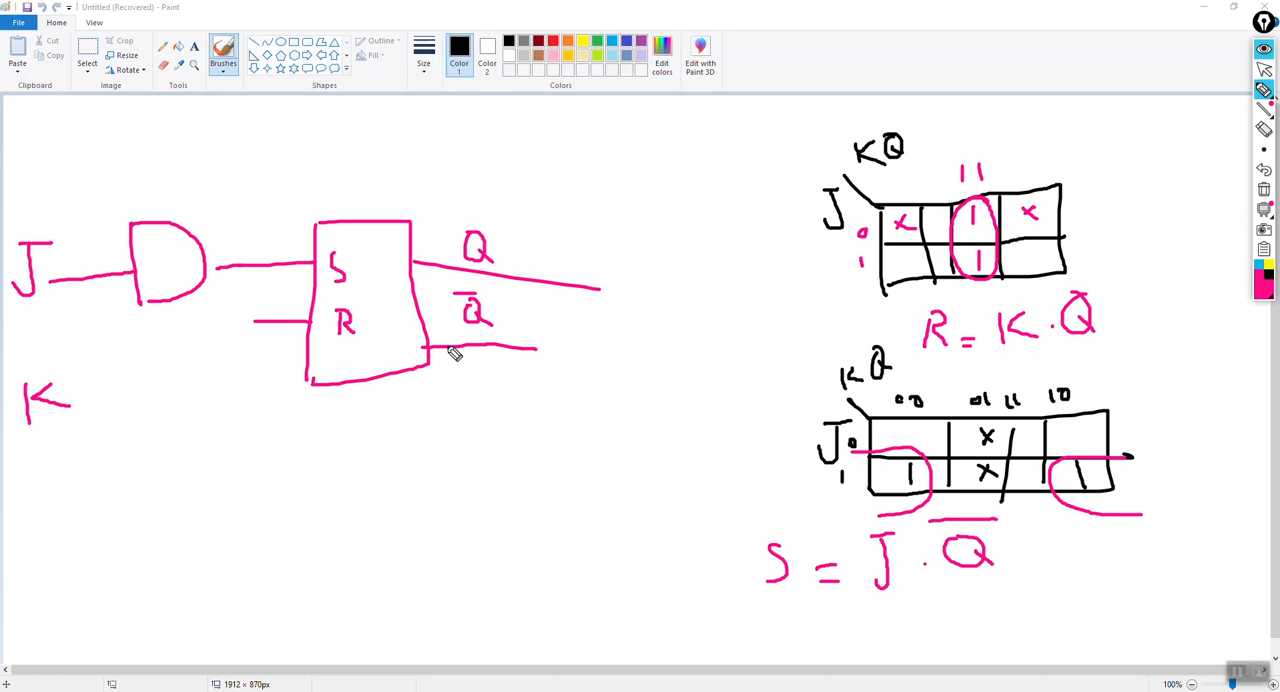 Untitled (Recovered) - Paint
File Home View
Paste
Cut
Copy
Clipboard
Select
Crop
Resize
Rotate
Image
A
Tools
Brushes
Outline
Fill
Shapes
Size
Color 1
Color 2
Edit colors
Colors
Edit with Paint 3D
J
K
S
R
Q
Q̅
KQ
J
11
0 x 1 x
1 1
R = K · Q̅
KQ
00 01 11 10
J 0 x
1 1 x 1
S = J · Q̅
1912 × 870px
100%